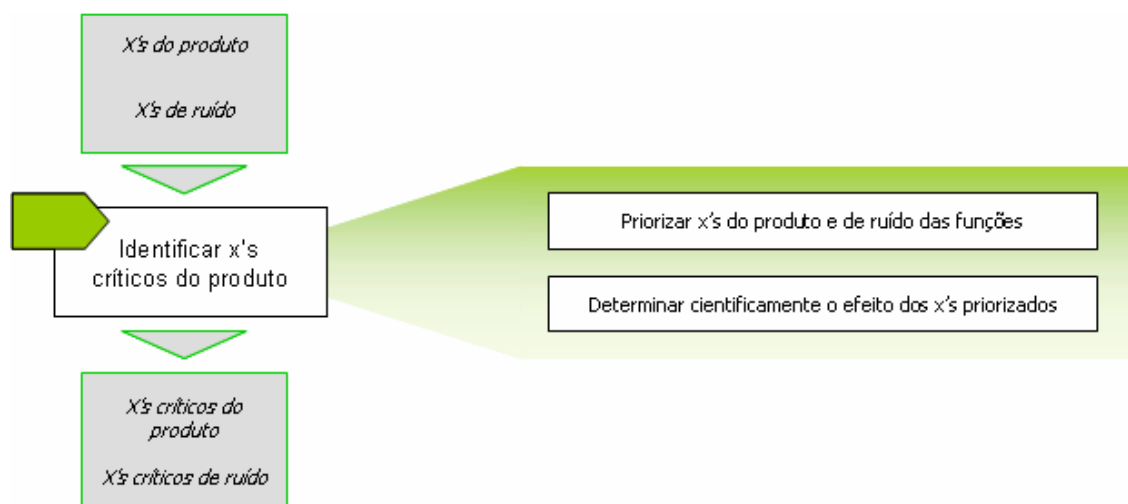 X's do produto
X's de ruído
Identificar x's
críticos do produto
Priorizar x's do produto e de ruído das funções
Determinar cientificamente o efeito dos x's priorizados
X's críticos do
produto
X's críticos de ruído